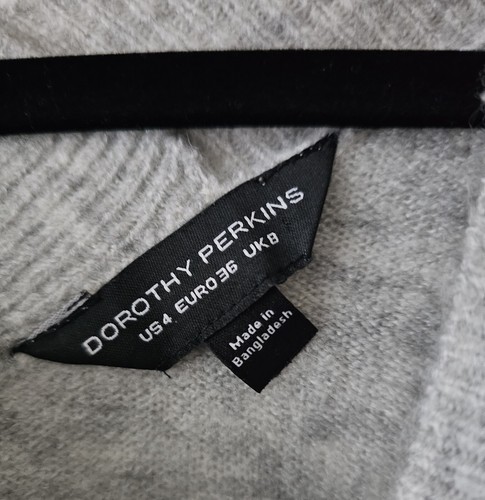 DOROTHY PERKINS
US4 EURO36 UK8
Made in
Bangladesh